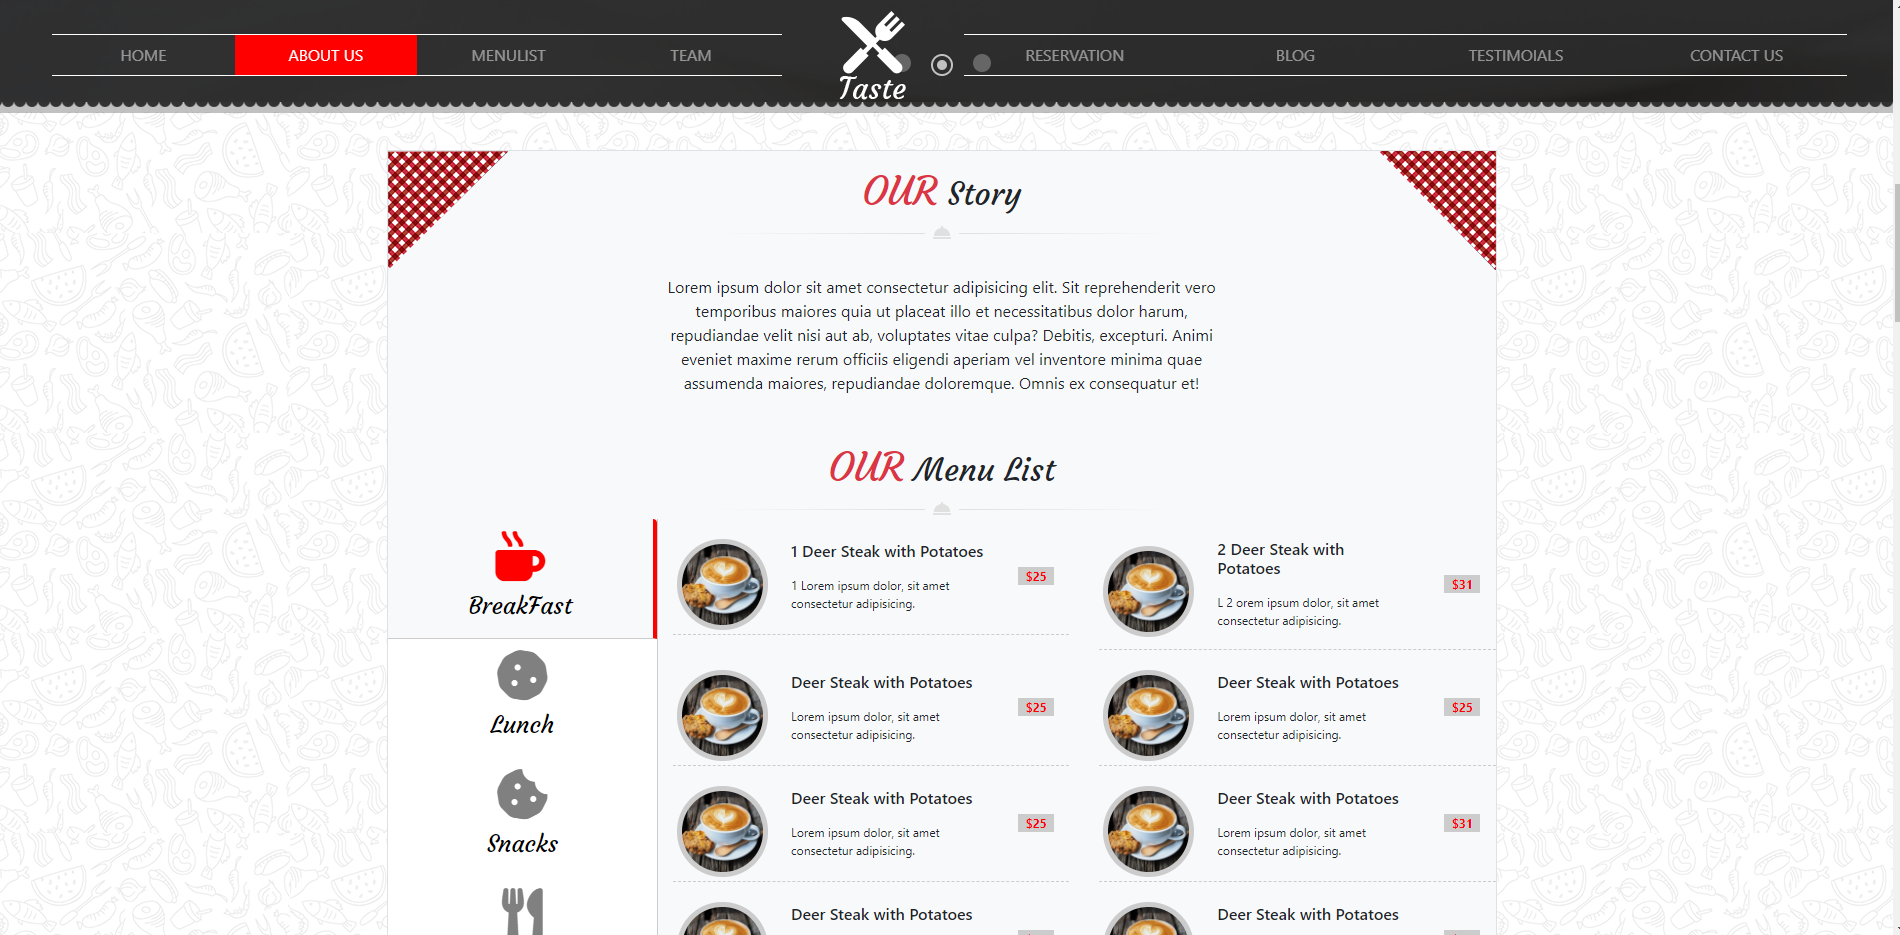 HOME
ABOUT US
MENULIST
TEAM
Taste
RESERVATION
BLOG
TESTIMOIALS
CONTACT US
OUR Story
Lorem ipsum dolor sit amet consectetur adipisicing elit. Sit reprehenderit vero
temporibus maiores quia ut placeat illo et necessitatibus dolor harum,
repudiandae velit nisi aut ab, voluptates vitae culpa? Debitis, excepturi. Animi
eveniet maxime rerum officiis eligendi aperiam vel inventore minima quae
assumenda maiores, repudiandae doloremque. Omnis ex consequatur et!
OUR Menu List
BreakFast
Lunch
Snacks
1 Deer Steak with Potatoes
1 Lorem ipsum dolor, sit amet
consectetur adipisicing.
$25
2 Deer Steak with
Potatoes
L 2 orem ipsum dolor, sit amet
consectetur adipisicing.
$31
Deer Steak with Potatoes
Lorem ipsum dolor, sit amet
consectetur adipisicing.
$25
Deer Steak with Potatoes
Lorem ipsum dolor, sit amet
consectetur adipisicing.
$25
Deer Steak with Potatoes
Lorem ipsum dolor, sit amet
consectetur adipisicing.
$25
Deer Steak with Potatoes
Lorem ipsum dolor, sit amet
consectetur adipisicing.
$31
Deer Steak with Potatoes
Deer Steak with Potatoes